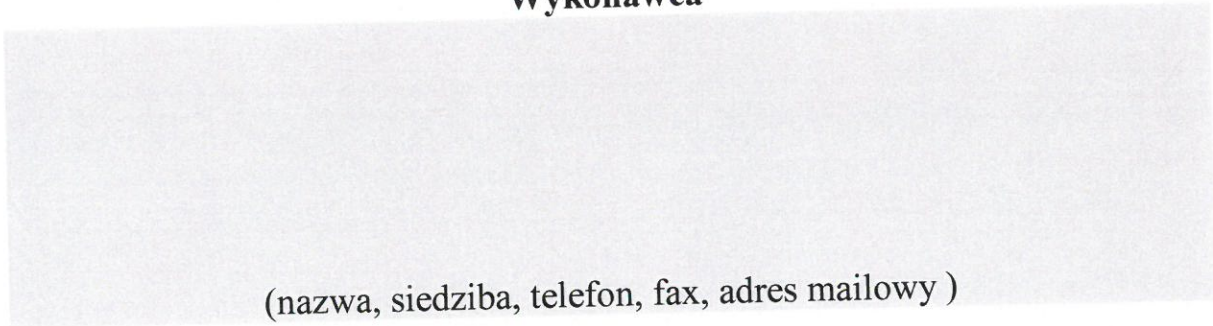 Wykonawca
(nazwa, siedziba, telefon, fax, adres mailowy )